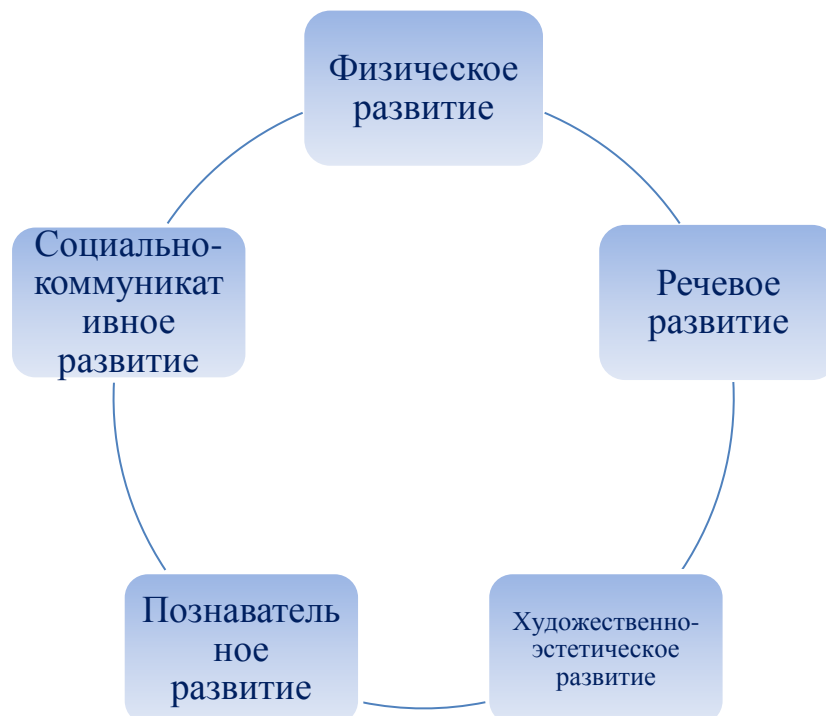 Физическое
развитие
Социально-
коммуникат
ивное
развитие
Речевое
развитие
Познаватель
ное
развитие
Художественно-
эстетическое
развитие